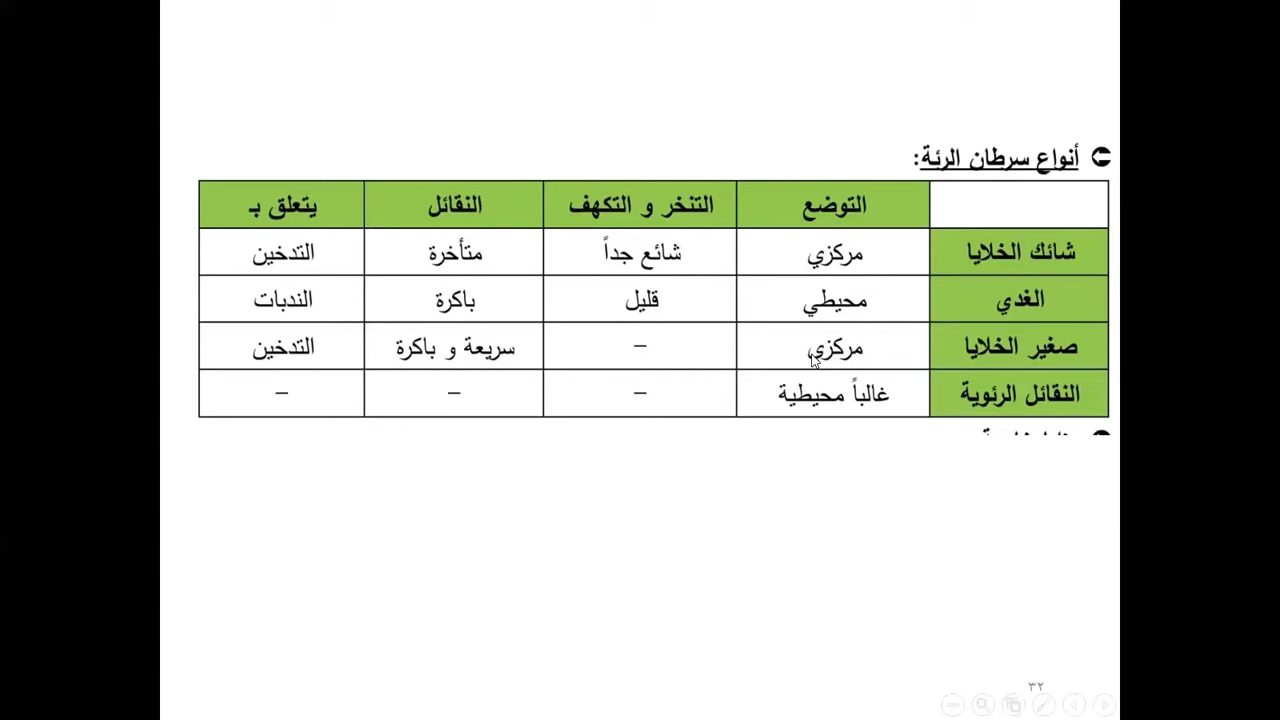 أنواع سرطان الرئة:
التوضع التنخر و التكهف النقائل يتعلق بـ
شائك الخلايا مركزي شائع جداً متأخرة التدخين
الغدي محيطي قليل باكرة الندبات
صغير الخلايا مركزي – سريعة و باكرة التدخين
النقائل الرئوية غالباً محيطية – – –
٣٢